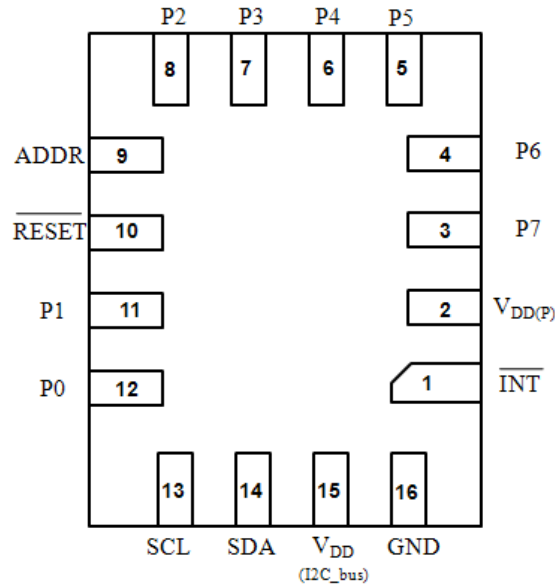 P2 P3 P4 P5
8 7 6 5
ADDR 9 4 P6
RESET 10 3 P7
P1 11 2 VDD(P)
P0 12 1 INT
13 14 15 16
SCL SDA VDD GND
(I2C_bus)